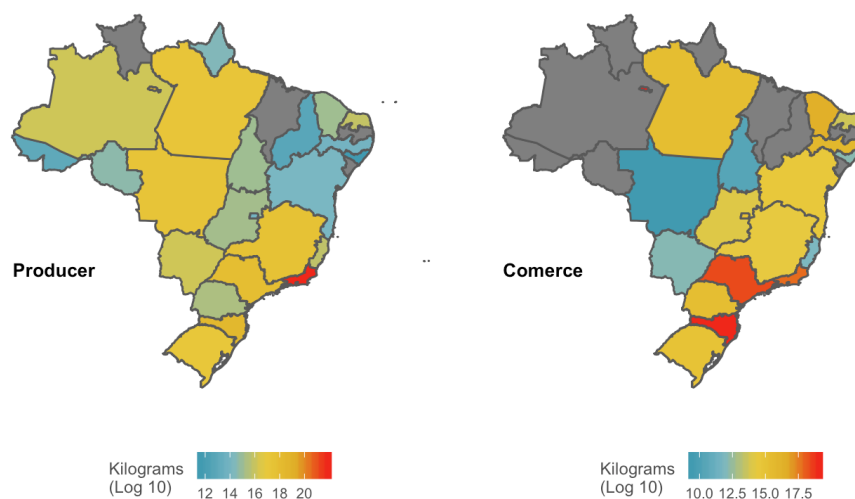 Producer
Comerce
Kilograms
(Log 10)
12 14 16 18 20
Kilograms
(Log 10)
10.0 12.5 15.0 17.5